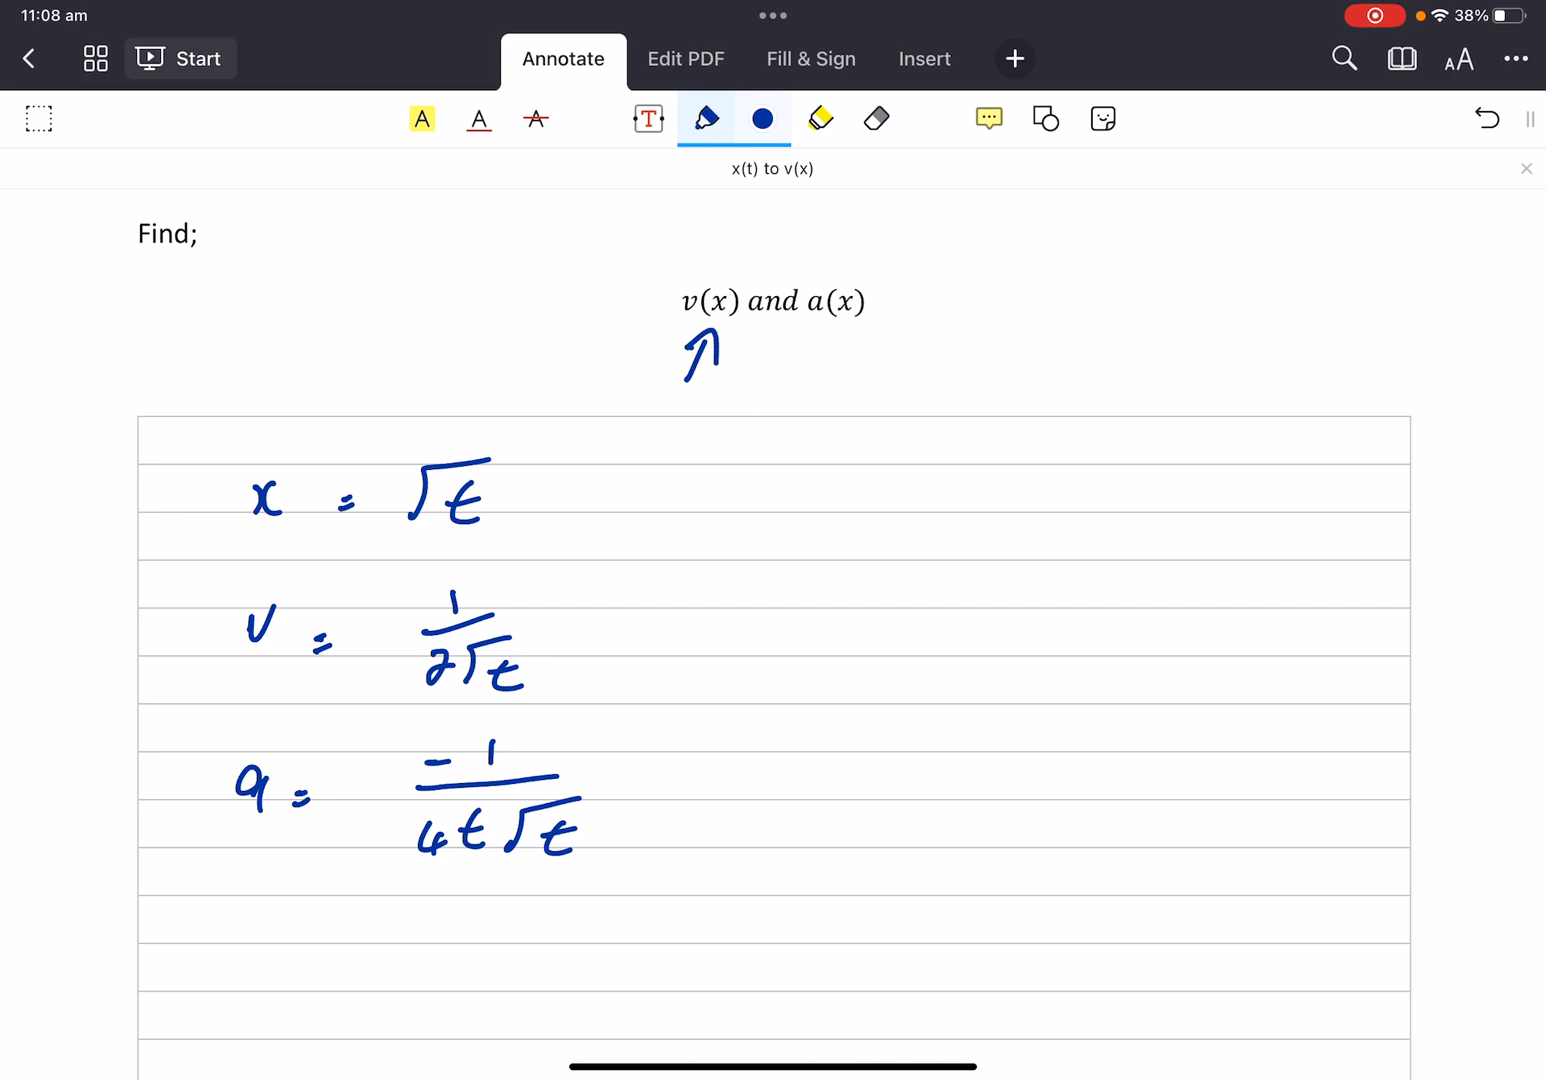 11:08 am
38%
Start
Annotate
Edit PDF
Fill & Sign
Insert
x(t) to v(x)
Find;
v(x) and a(x)
x = √t
v = 1/2√t
a = -1/4t√t